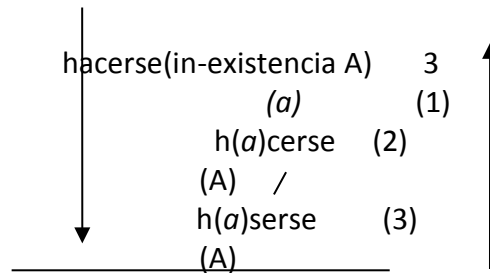 hacerse(in-existencia A) 3
(a) (1)
h(a)cerse (2)
(A) /
h(a)serse (3)
(A)